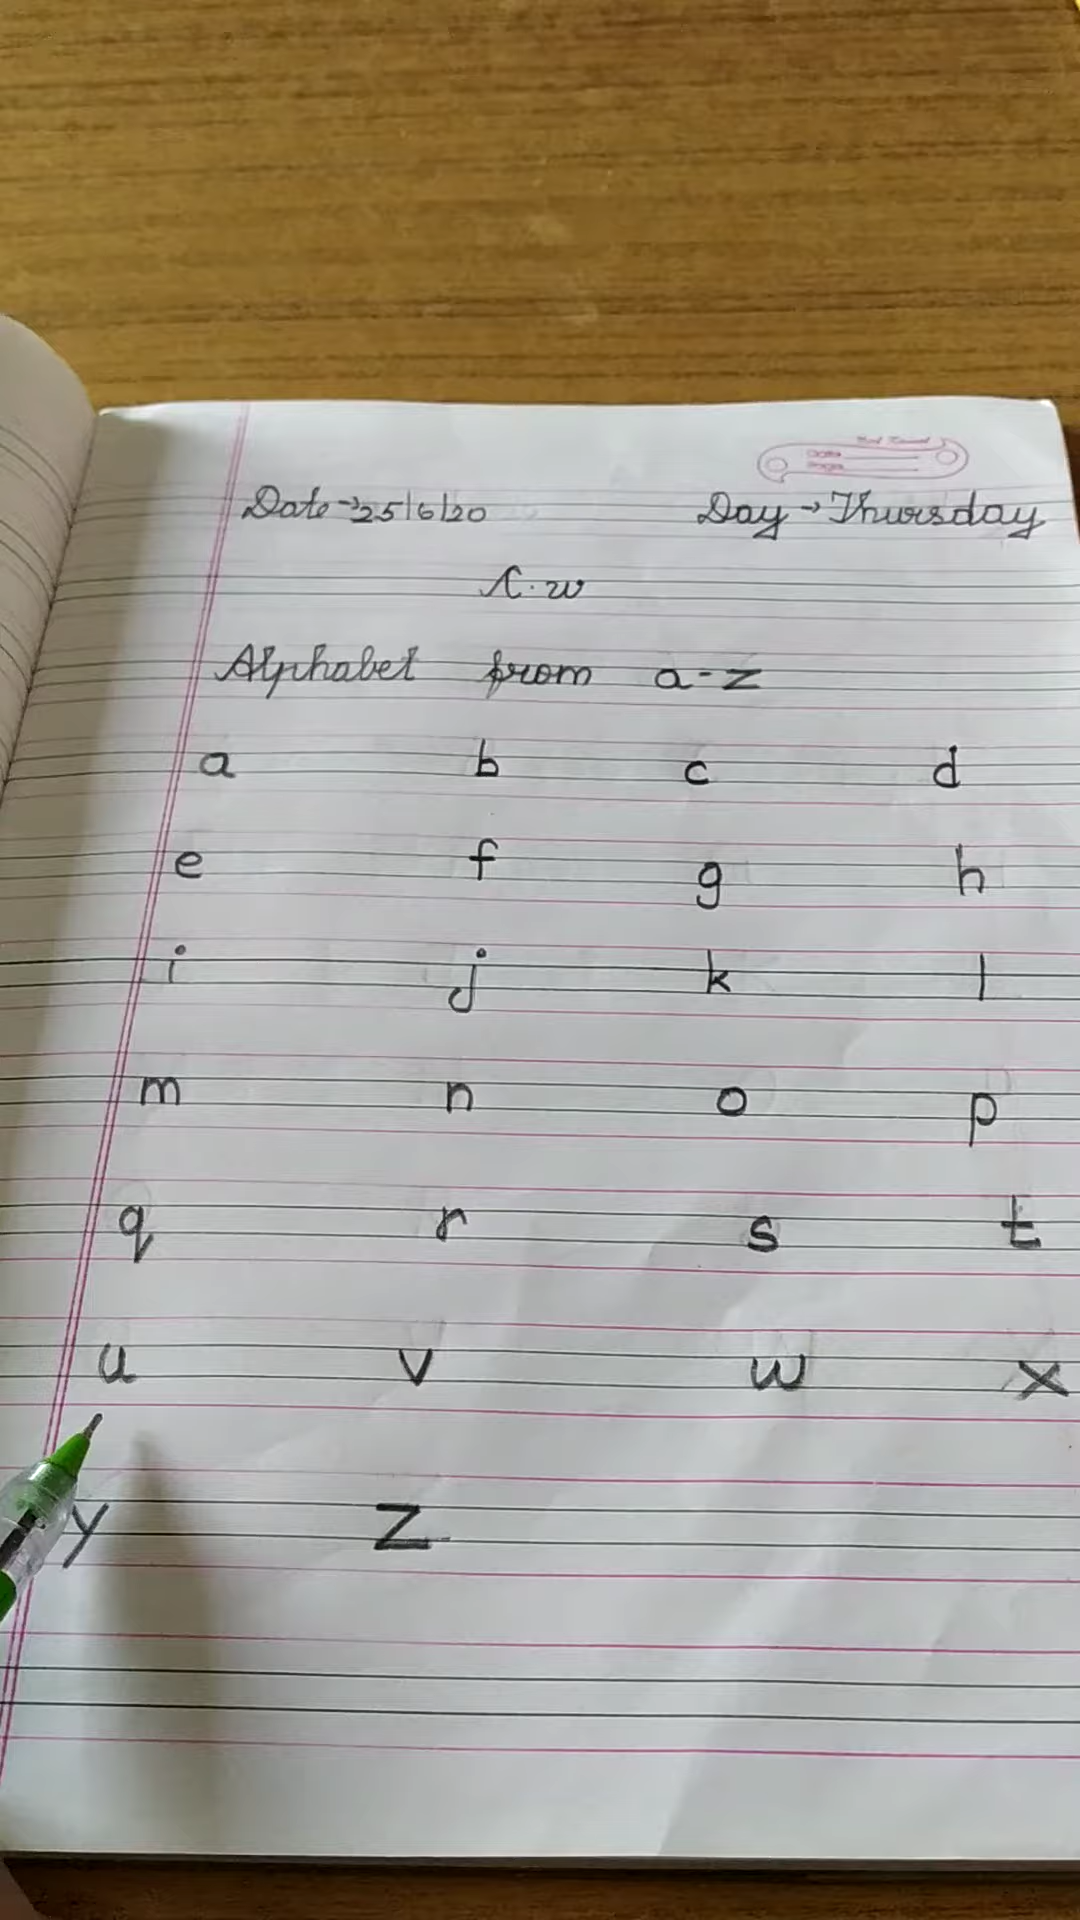 Date→25/6/20 Day→Thursday
C.w
Alphabet from a-z
a b c d
e f g h
i j k l
m n o p
q r s t
u v w x
y z